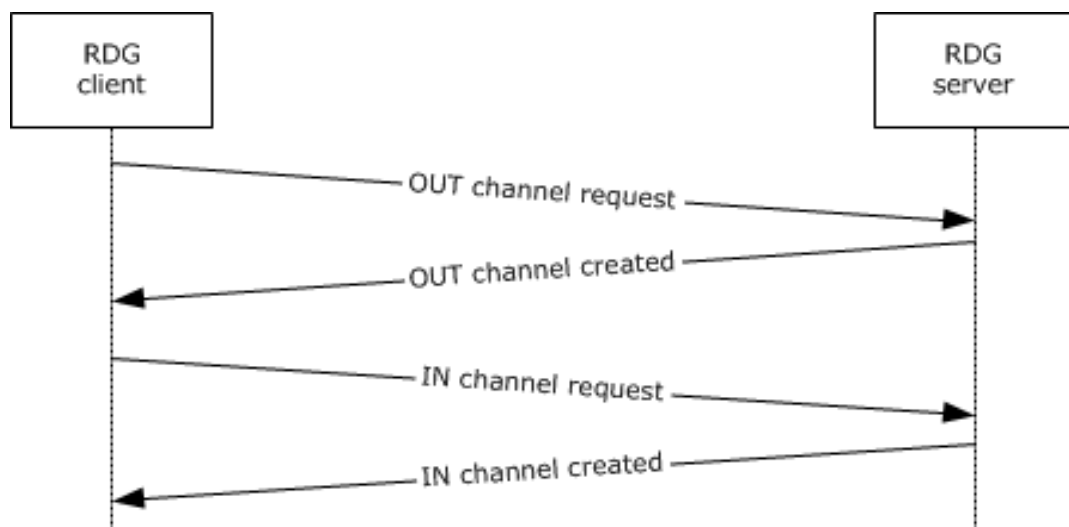 RDG
client
RDG
server
OUT channel request
OUT channel created
IN channel request
IN channel created